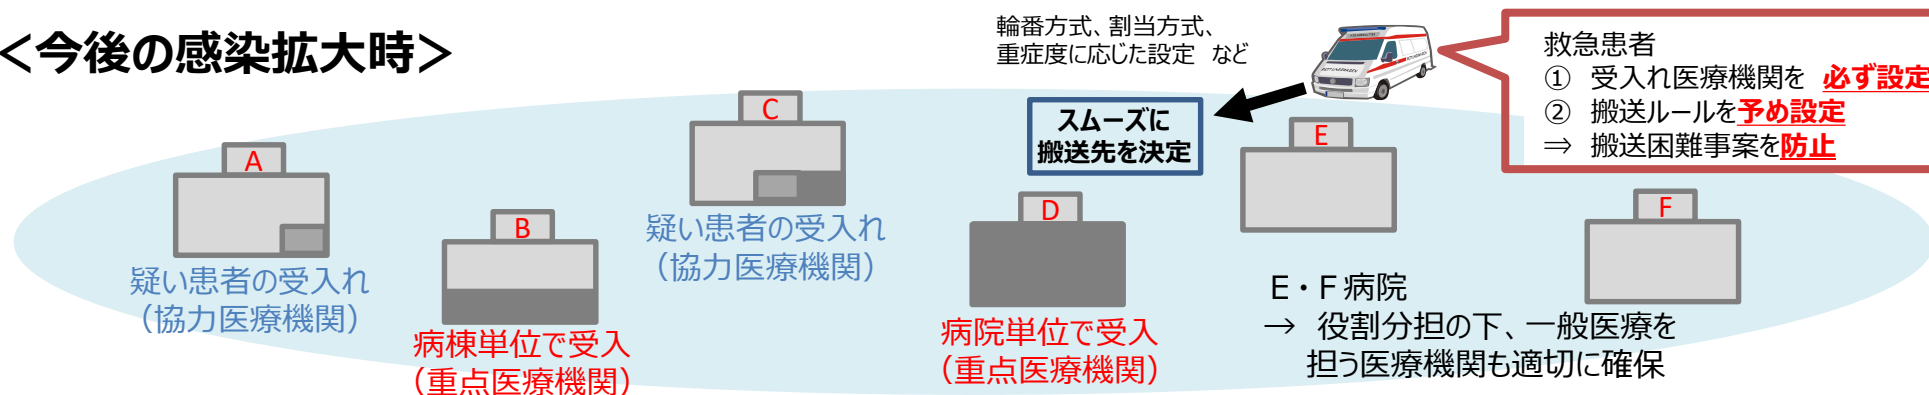 ＜今後の感染拡大時＞
輪番方式、割当方式、
重症度に応じた設定　など
救急患者
①　受入れ医療機関を　必ず設定
②　搬送ルールを予め設定
⇒　搬送困難事案を防止
スムーズに
搬送先を決定
A
疑い患者の受入れ
（協力医療機関）
B
病棟単位で受入
（重点医療機関）
C
疑い患者の受入れ
（協力医療機関）
D
病院単位で受入
（重点医療機関）
E
F
E・F 病院
→　役割分担の下、一般医療を
担う医療機関も適切に確保